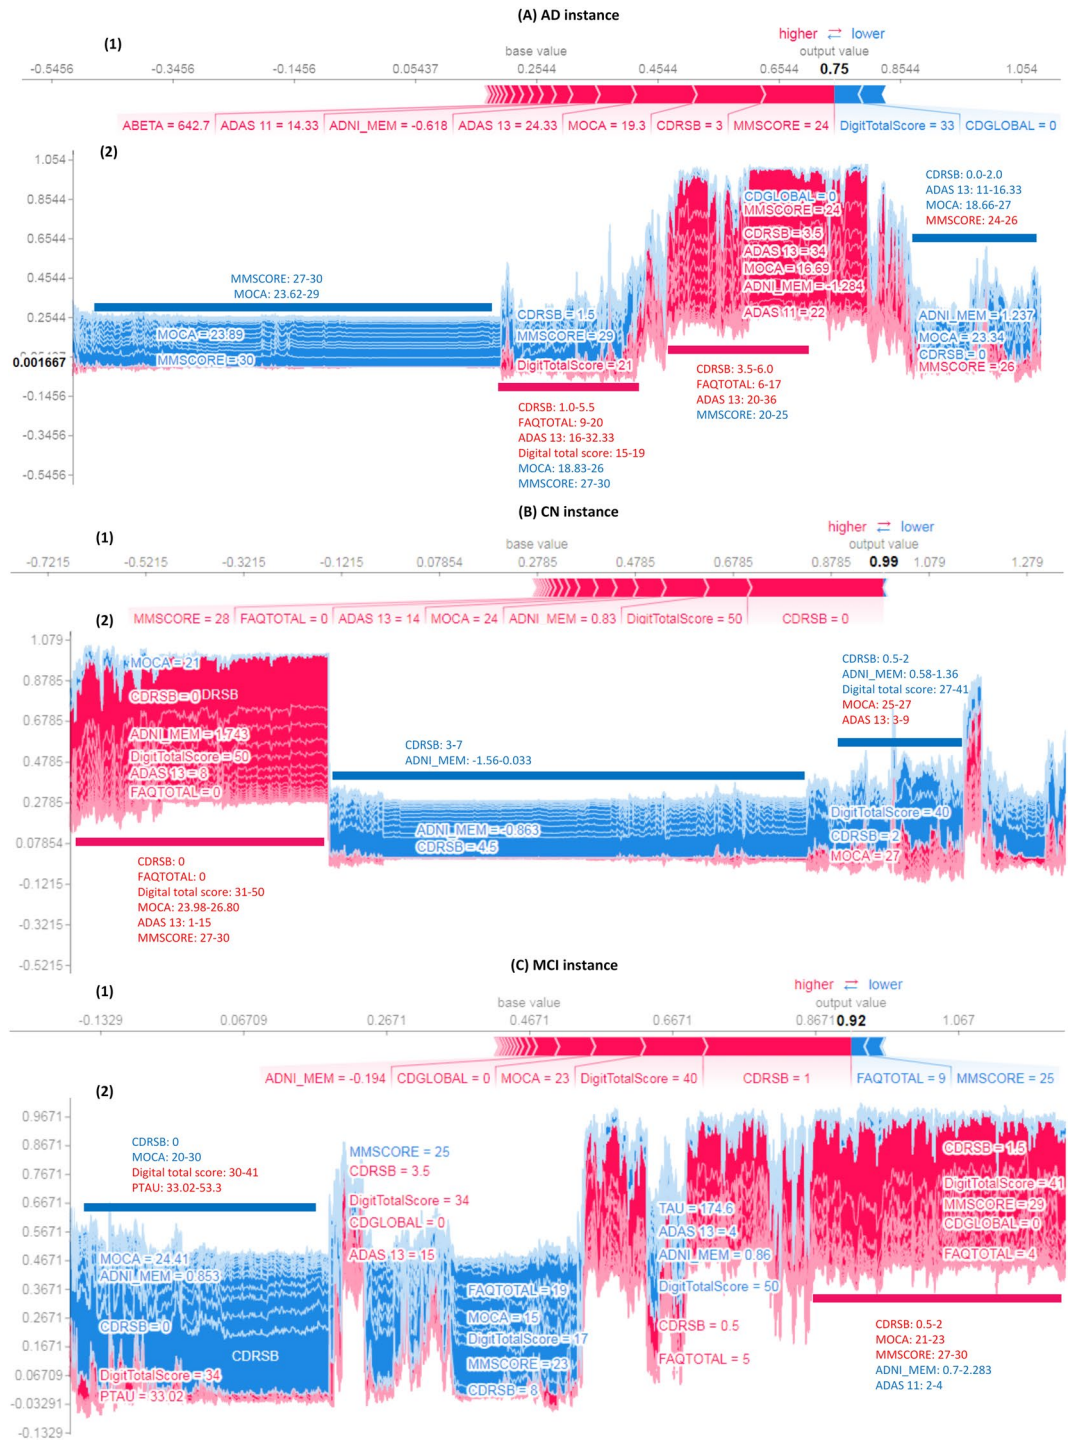 (A) AD instance
(1)
higher ⇄ lower
base value
output value
-0.5456 -0.3456 -0.1456 0.05437 0.2544 0.4544 0.6544 0.75 0.8544 1.054
ABETA = 642.7 ADAS 11 = 14.33 ADNI_MEM = -0.618 ADAS 13 = 24.33 MOCA = 19.3 CDRSB = 3 MMSCORE = 24 DigitTotalScore = 33 CDGLOBAL = 0
(2)
1.054
0.8544
0.6544
0.4544
0.2544
0.001667
-0.1456
-0.3456
-0.5456
MMSCORE: 27-30
MOCA: 23.62-29
MOCA = 23.89
MMSCORE = 30
CDRSB = 1.5
MMSCORE = 29
DigitTotalScore = 21
CDRSB: 1.0-5.5
FAQTOTAL: 9-20
ADAS 13: 16-32.33
Digital total score: 15-19
MOCA: 18.83-26
MMSCORE: 27-30
CDGLOBAL = 0
MMSCORE = 24
CDRSB = 3.5
ADAS 13 = 34
MOCA = 16.69
ADNI_MEM = -1.284
ADAS 11 = 22
CDRSB: 3.5-6.0
FAQTOTAL: 6-17
ADAS 13: 20-36
MMSCORE: 20-25
CDRSB: 0.0-2.0
ADAS 13: 11-16.33
MOCA: 18.66-27
MMSCORE: 24-26
ADNI_MEM = 1.237
MOCA = 23.34
CDRSB = 0
MMSCORE = 26
(B) CN instance
(1)
higher ⇄ lower
base value
output value
-0.7215 -0.5215 -0.3215 -0.1215 0.07854 0.2785 0.4785 0.6785 0.8785 0.99 1.079 1.279
MMSCORE = 28 FAQTOTAL = 0 ADAS 13 = 14 MOCA = 24 ADNI_MEM = 0.83 DigitTotalScore = 50 CDRSB = 0
(2)
1.079
0.8785
0.6785
0.4785
0.2785
0.07854
-0.1215
-0.3215
-0.5215
MOCA = 21
CDRSB = 0 DRSB
ADNI_MEM = 1.743
DigitTotalScore = 50
ADAS 13 = 8
FAQTOTAL = 0
CDRSB: 0
FAQTOTAL: 0
Digital total score: 31-50
MOCA: 23.98-26.80
ADAS 13: 1-15
MMSCORE: 27-30
CDRSB: 3-7
ADNI_MEM: -1.56-0.033
ADNI_MEM = -0.863
CDRSB = 4.5
CDRSB: 0.5-2
ADNI_MEM: 0.58-1.36
Digital total score: 27-41
MOCA: 25-27
ADAS 13: 3-9
DigitTotalScore = 40
CDRSB = 2
MOCA = 27
(C) MCI instance
(1)
higher ⇄ lower
base value
output value
-0.1329 0.06709 0.2671 0.4671 0.6671 0.8671 0.92 1.067
ADNI_MEM = -0.194 CDGLOBAL = 0 MOCA = 23 DigitTotalScore = 40 CDRSB = 1 FAQTOTAL = 9 MMSCORE = 25
(2)
0.9671
0.8671
0.7671
0.6671
0.5671
0.4671
0.3671
0.2671
0.1671
0.06709
-0.03291
-0.1329
CDRSB: 0
MOCA: 20-30
Digital total score: 30-41
PTAU: 33.02-53.3
MOCA = 24.41
ADNI_MEM = 0.853
CDRSB = 0
CDRSB
DigitTotalScore = 34
PTAU = 33.02
MMSCORE = 25
CDRSB = 3.5
DigitTotalScore = 34
CDGLOBAL = 0
ADAS 13 = 15
FAQTOTAL = 19
MOCA = 15
DigitTotalScore = 17
MMSCORE = 23
CDRSB = 8
TAU = 174.6
ADAS 13 = 4
ADNI_MEM = 0.86
DigitTotalScore = 50
CDRSB = 0.5
FAQTOTAL = 5
CDRSB = 1.5
DigitTotalScore = 41
MMSCORE = 29
CDGLOBAL = 0
FAQTOTAL = 4
CDRSB: 0.5-2
MOCA: 21-23
MMSCORE: 27-30
ADNI_MEM: 0.7-2.283
ADAS 11: 2-4